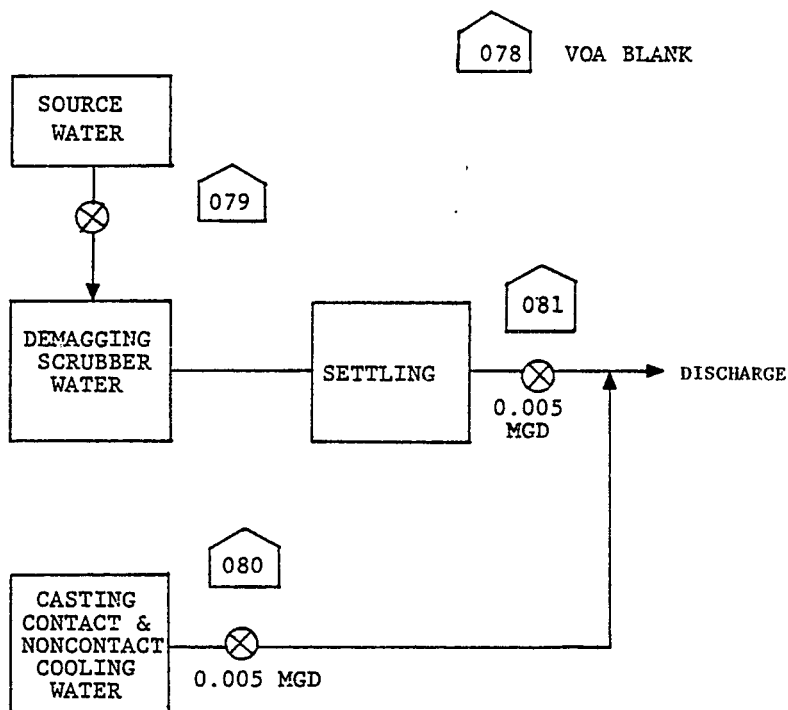 078 VOA BLANK
SOURCE
WATER
079
DEMAGGING
SCRUBBER
WATER
SETTLING
081
0.005
MGD
DISCHARGE
080
CASTING
CONTACT &
NONCONTACT
COOLING
WATER
0.005 MGD